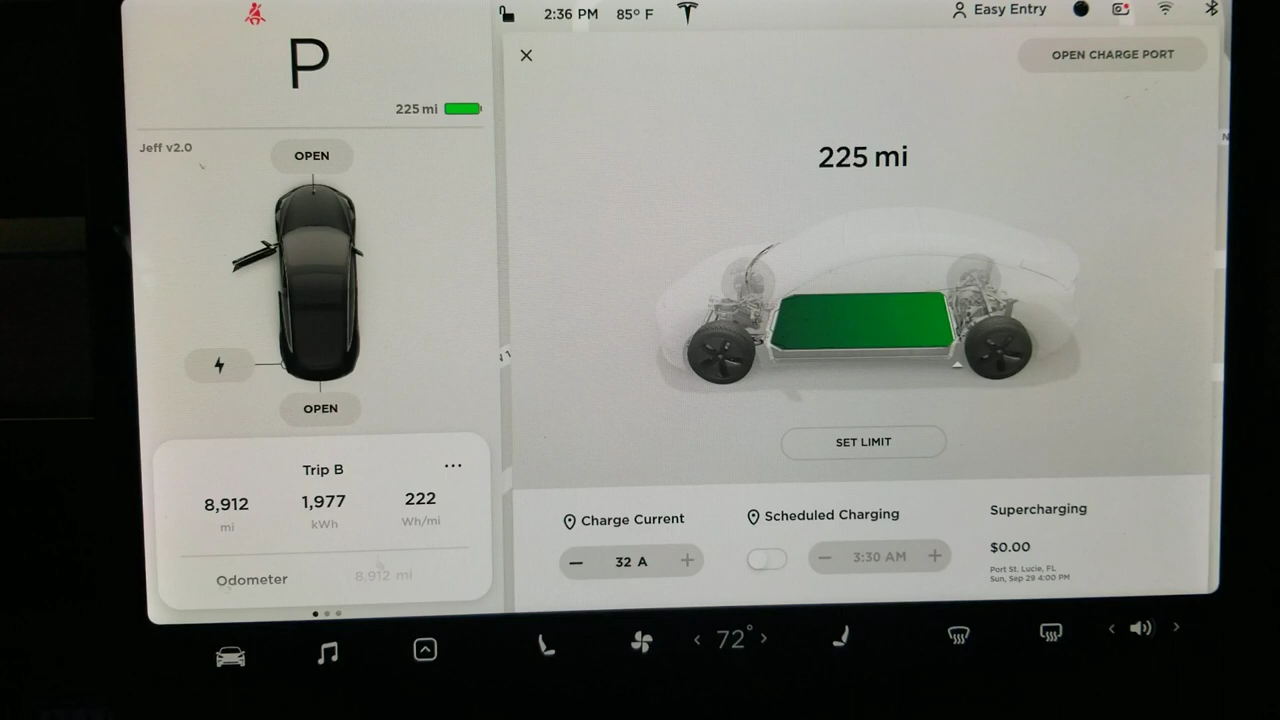 2:36 PM 85° F Easy Entry
P
225 mi
Jeff v2.0
OPEN
OPEN
Trip B
8,912 1,977 222
mi kWh Wh/mi
Odometer 8,912 mi
OPEN CHARGE PORT
225 mi
SET LIMIT
Charge Current
32 A
Scheduled Charging
3:30 AM
Supercharging
$0.00
Port St. Lucie, FL
Sun, Sep 29 4:00 PM
72°